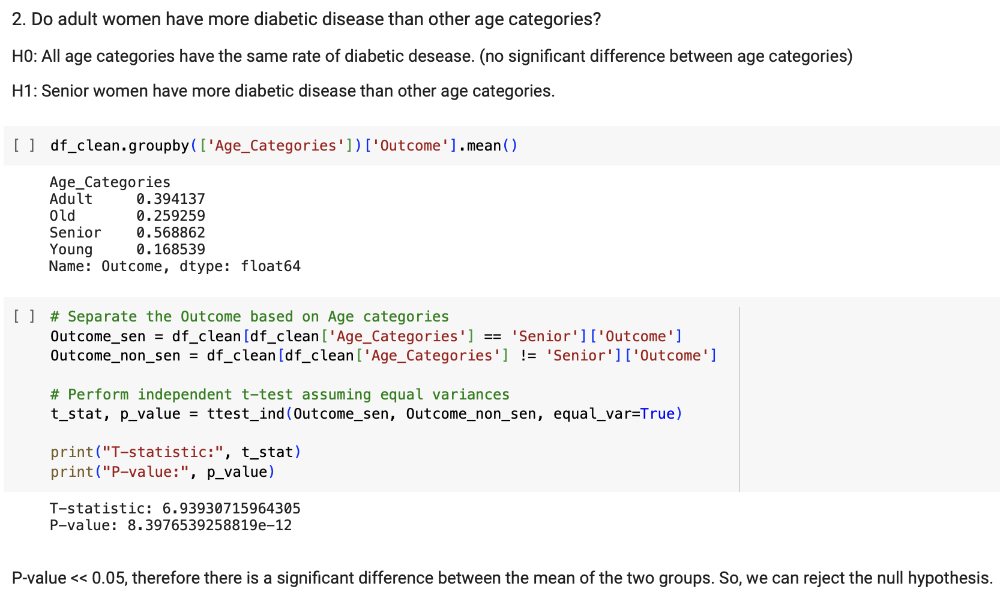 2. Do adult women have more diabetic disease than other age categories?
H0: All age categories have the same rate of diabetic desease. (no significant difference between age categories)
H1: Senior women have more diabetic disease than other age categories.
[ ] df_clean.groupby(['Age_Categories'])['Outcome'].mean()
Age_Categories
Adult     0.394137
Old       0.259259
Senior    0.568862
Young     0.168539
Name: Outcome, dtype: float64
[ ] # Separate the Outcome based on Age categories
Outcome_sen = df_clean[df_clean['Age_Categories'] == 'Senior']['Outcome']
Outcome_non_sen = df_clean[df_clean['Age_Categories'] != 'Senior']['Outcome']
# Perform independent t-test assuming equal variances
t_stat, p_value = ttest_ind(Outcome_sen, Outcome_non_sen, equal_var=True)
print("T-statistic:", t_stat)
print("P-value:", p_value)
T-statistic: 6.93930715964305
P-value: 8.3976539258819e-12
P-value << 0.05, therefore there is a significant difference between the mean of the two groups. So, we can reject the null hypothesis.